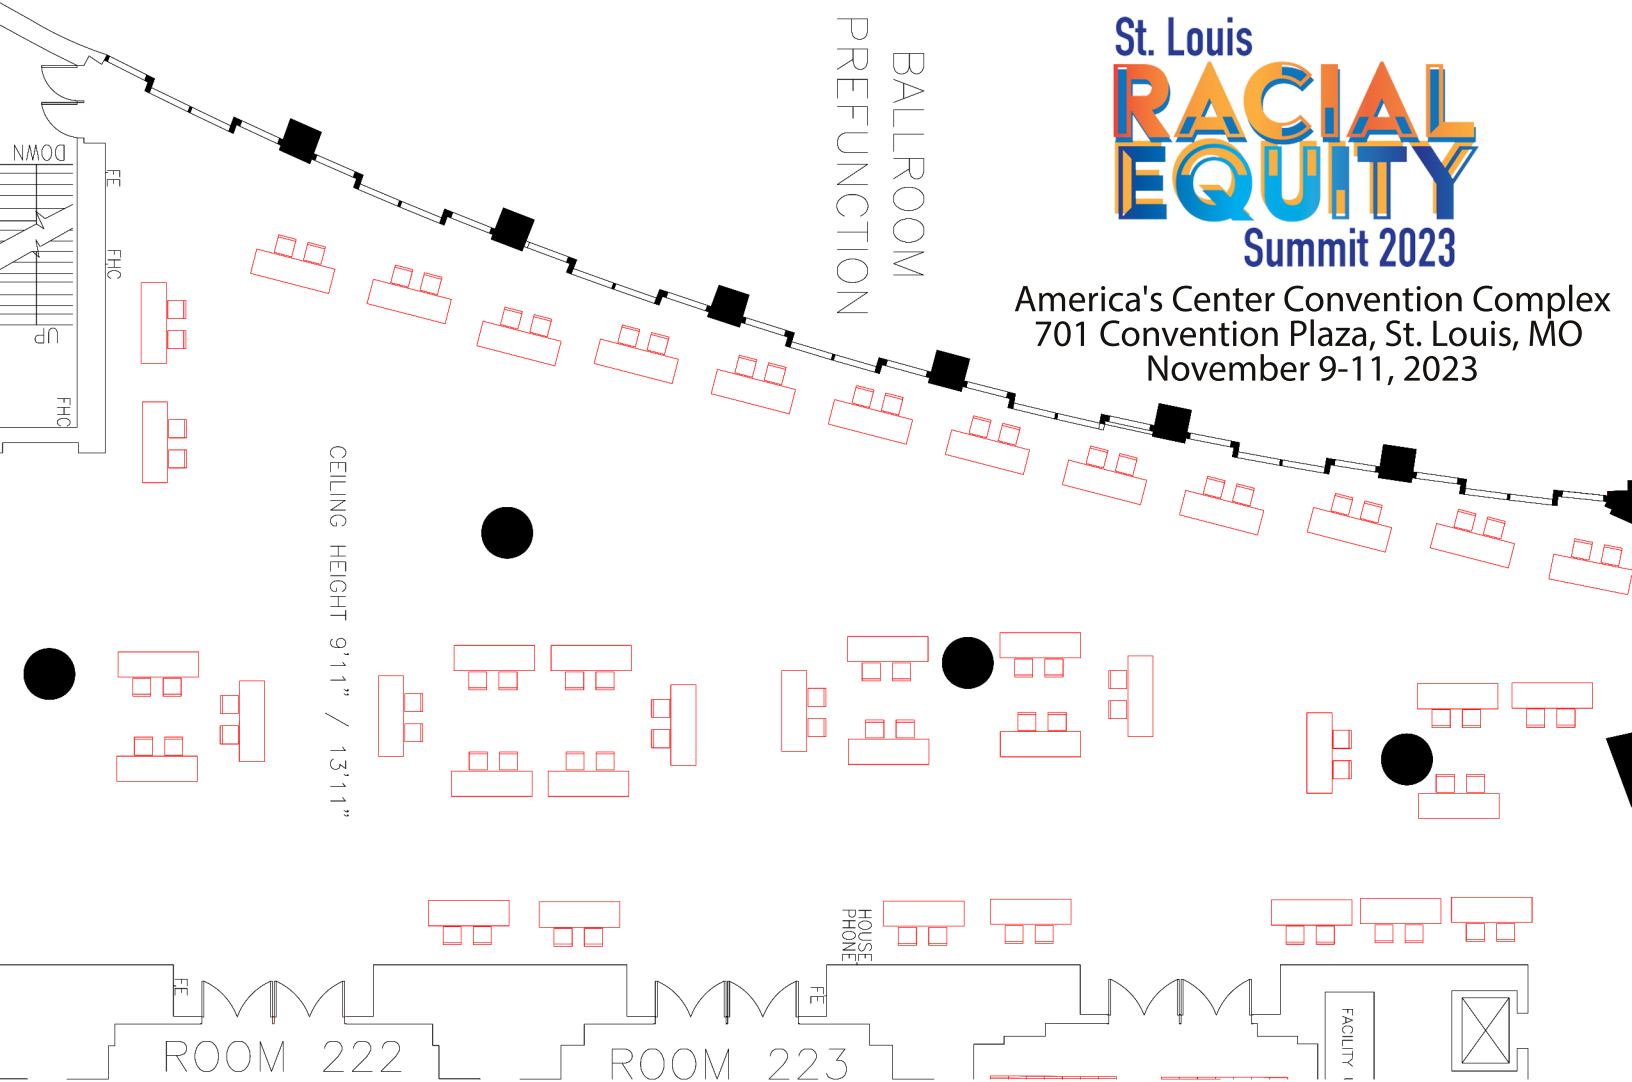 St. Louis
RACIAL
EQUITY
Summit 2023
America's Center Convention Complex
701 Convention Plaza, St. Louis, MO
November 9-11, 2023
BALLROOM
PREFUNCTION
DOWN
FE
FHC
UP
FHC
CEILING HEIGHT 9'11" / 13'11"
HOUSE
PHONE
FE
FE
ROOM 222
ROOM 223
FACILITY